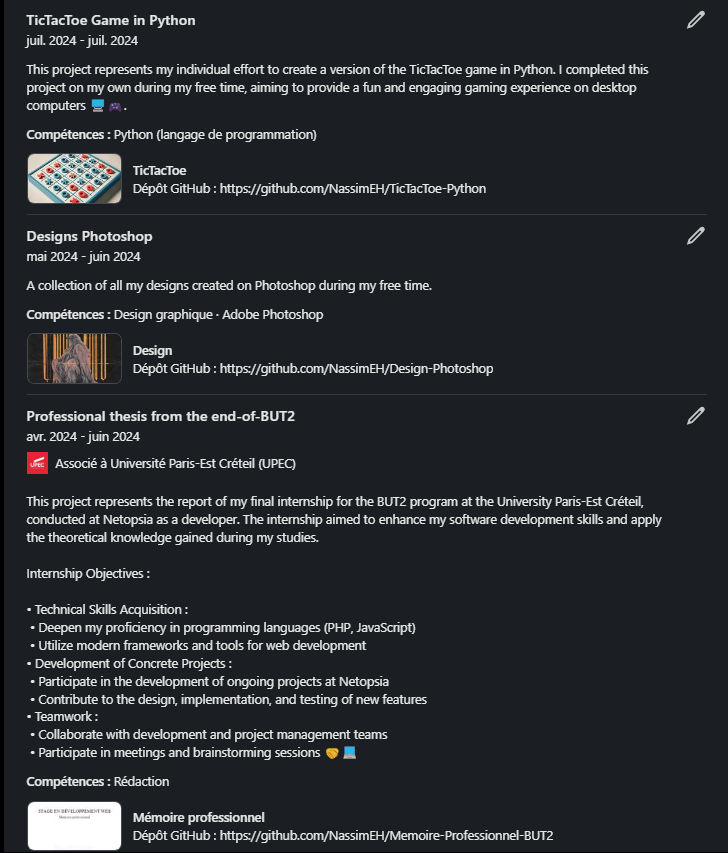 TicTacToe Game in Python
juil. 2024 - juil. 2024
This project represents my individual effort to create a version of the TicTacToe game in Python. I completed this
project on my own during my free time, aiming to provide a fun and engaging gaming experience on desktop
computers 💻 🎮 .
Compétences : Python (langage de programmation)
TicTacToe
Dépôt GitHub : https://github.com/NassimEH/TicTacToe-Python
Designs Photoshop
mai 2024 - juin 2024
A collection of all my designs created on Photoshop during my free time.
Compétences : Design graphique · Adobe Photoshop
Design
Dépôt GitHub : https://github.com/NassimEH/Design-Photoshop
Professional thesis from the end-of-BUT2
avr. 2024 - juin 2024
UPEC
Associé à Université Paris-Est Créteil (UPEC)
This project represents the report of my final internship for the BUT2 program at the University Paris-Est Créteil,
conducted at Netopsia as a developer. The internship aimed to enhance my software development skills and apply
the theoretical knowledge gained during my studies.
Internship Objectives :
• Technical Skills Acquisition :
• Deepen my proficiency in programming languages (PHP, JavaScript)
• Utilize modern frameworks and tools for web development
• Development of Concrete Projects :
• Participate in the development of ongoing projects at Netopsia
• Contribute to the design, implementation, and testing of new features
• Teamwork :
• Collaborate with development and project management teams
• Participate in meetings and brainstorming sessions 🤝 💻
Compétences : Rédaction
STAGE EN DÉVELOPPEMENT WEB
Mémoire professionnel
Mémoire professionnel
Dépôt GitHub : https://github.com/NassimEH/Memoire-Professionnel-BUT2